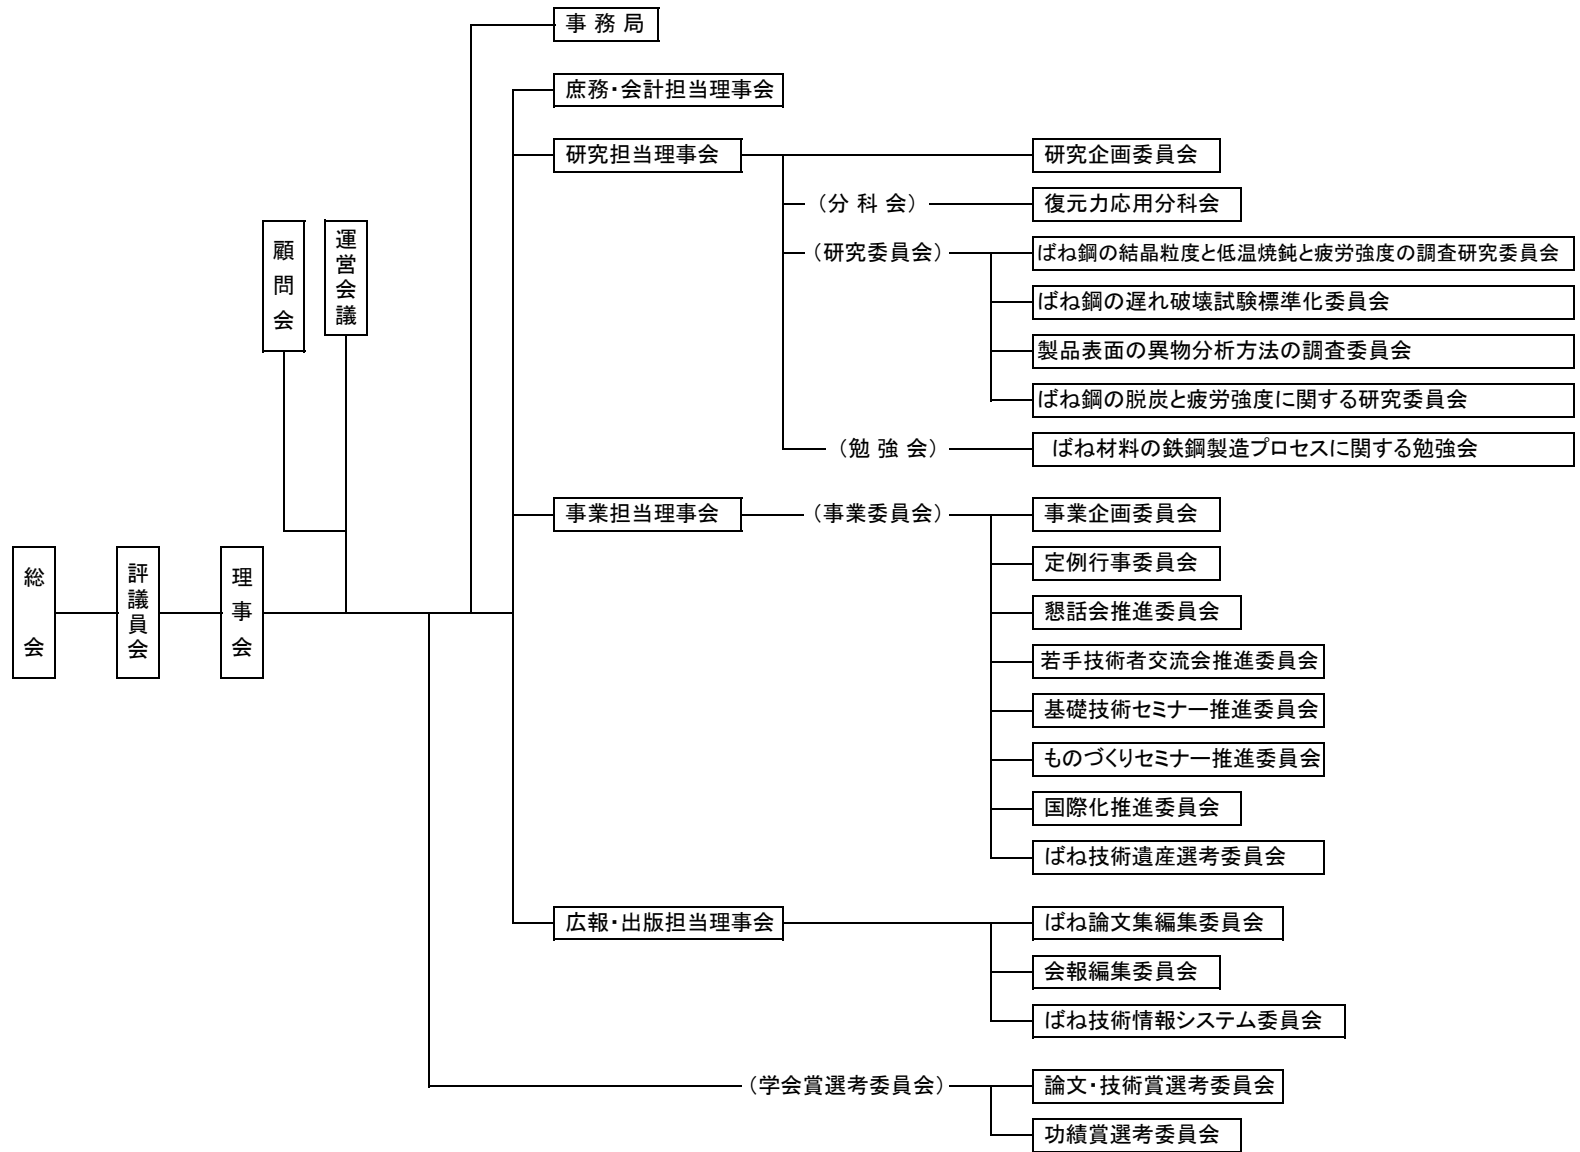 事 務 局
庶務・会計担当理事会
研究担当理事会
研究企画委員会
（分 科 会）
復元力応用分科会
（研究委員会）
ばね鋼の結晶粒度と低温焼鈍と疲労強度の調査研究委員会
ばね鋼の遅れ破壊試験標準化委員会
製品表面の異物分析方法の調査委員会
ばね鋼の脱炭と疲労強度に関する研究委員会
（勉 強 会）
ばね材料の鉄鋼製造プロセスに関する勉強会
顧問会
運営会議
総会
評議員会
理事会
事業担当理事会
（事業委員会）
事業企画委員会
定例行事委員会
懇話会推進委員会
若手技術者交流会推進委員会
基礎技術セミナー推進委員会
ものづくりセミナー推進委員会
国際化推進委員会
ばね技術遺産選考委員会
広報・出版担当理事会
ばね論文集編集委員会
会報編集委員会
ばね技術情報システム委員会
（学会賞選考委員会）
論文・技術賞選考委員会
功績賞選考委員会